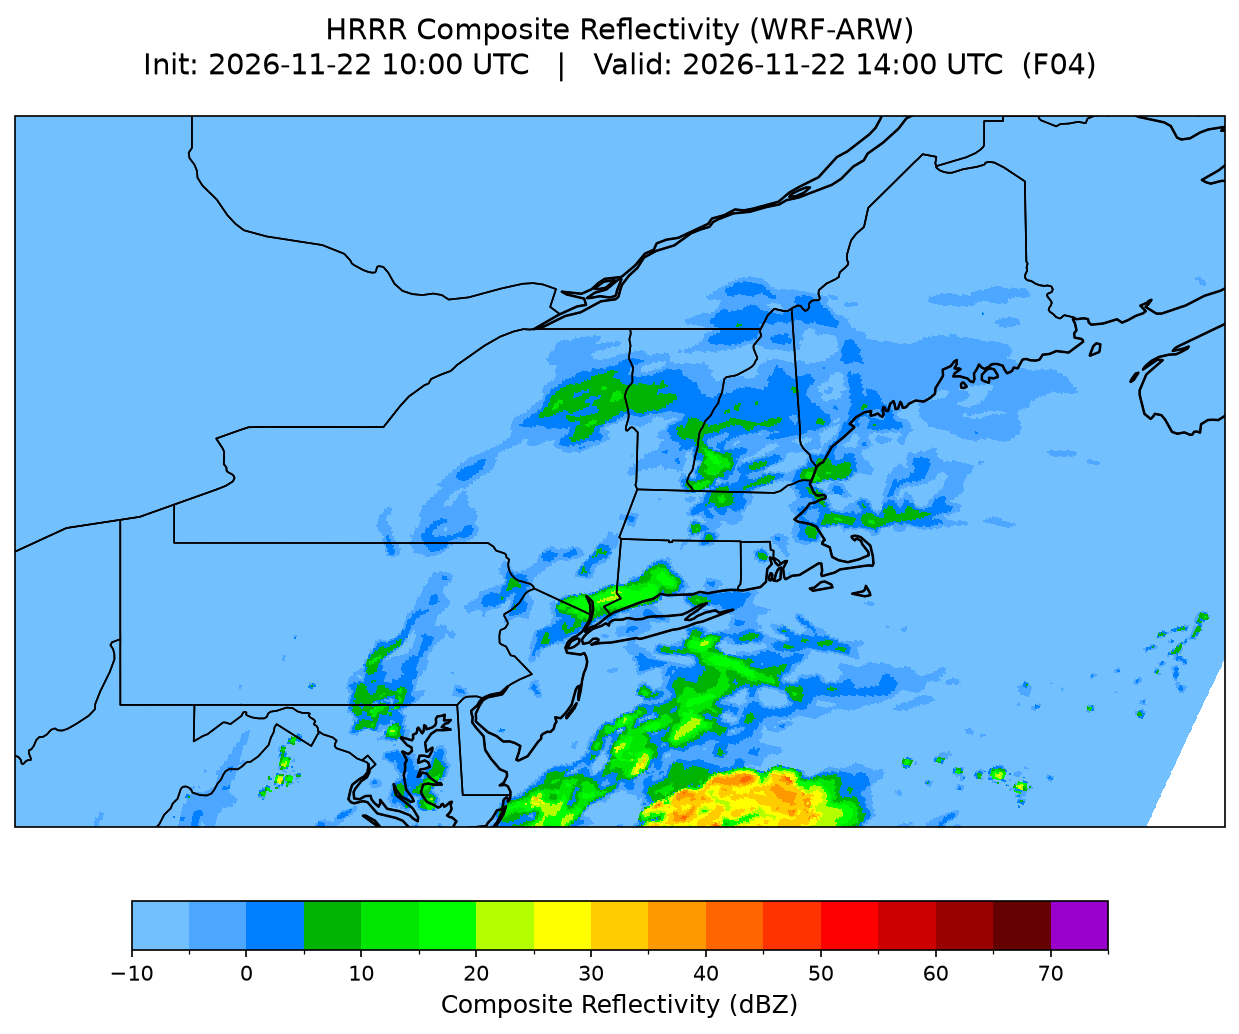 HRRR Composite Reflectivity (WRF-ARW)
Init: 2026-11-22 10:00 UTC   |   Valid: 2026-11-22 14:00 UTC  (F04)
−10 0 10 20 30 40 50 60 70
Composite Reflectivity (dBZ)